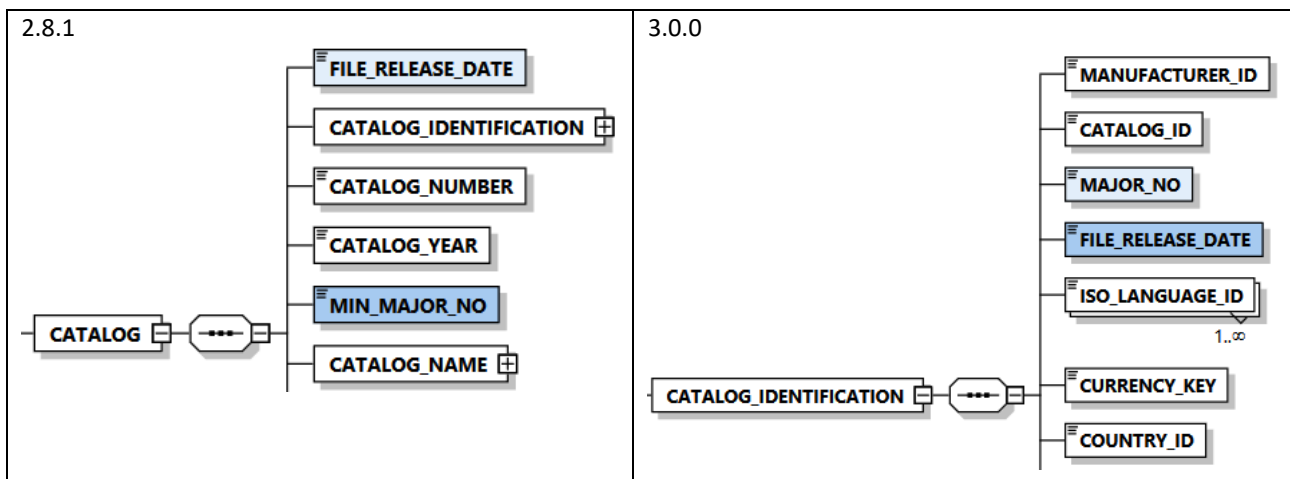 2.8.1
FILE_RELEASE_DATE
CATALOG_IDENTIFICATION
CATALOG_NUMBER
CATALOG_YEAR
MIN_MAJOR_NO
CATALOG
CATALOG_NAME
3.0.0
MANUFACTURER_ID
CATALOG_ID
MAJOR_NO
FILE_RELEASE_DATE
ISO_LANGUAGE_ID
1..∞
CATALOG_IDENTIFICATION
CURRENCY_KEY
COUNTRY_ID